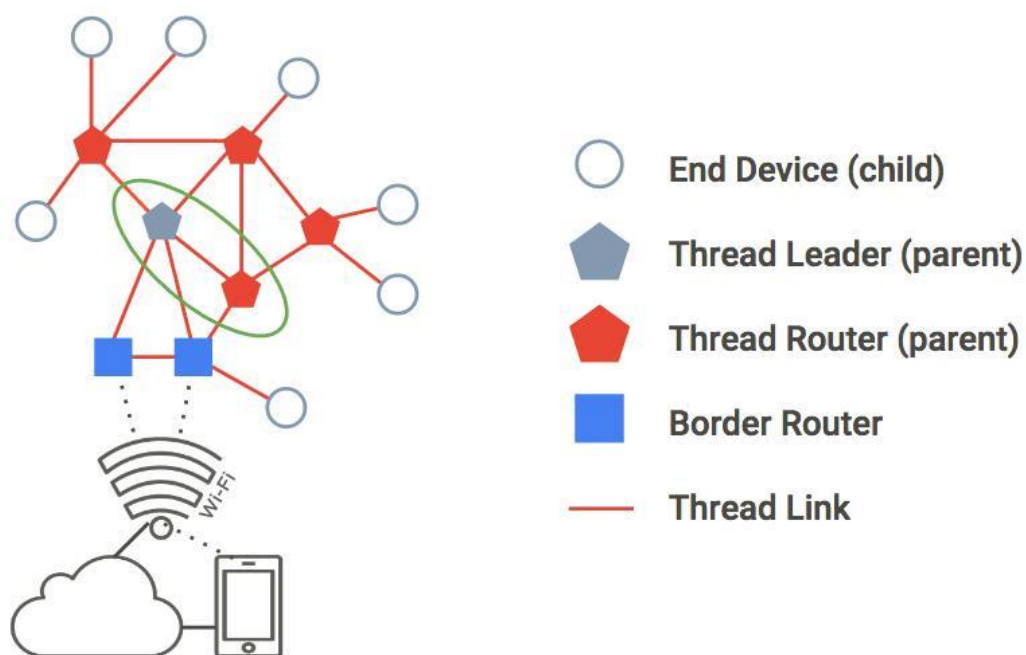 End Device (child)
Thread Leader (parent)
Thread Router (parent)
Border Router
Thread Link
Wi-Fi